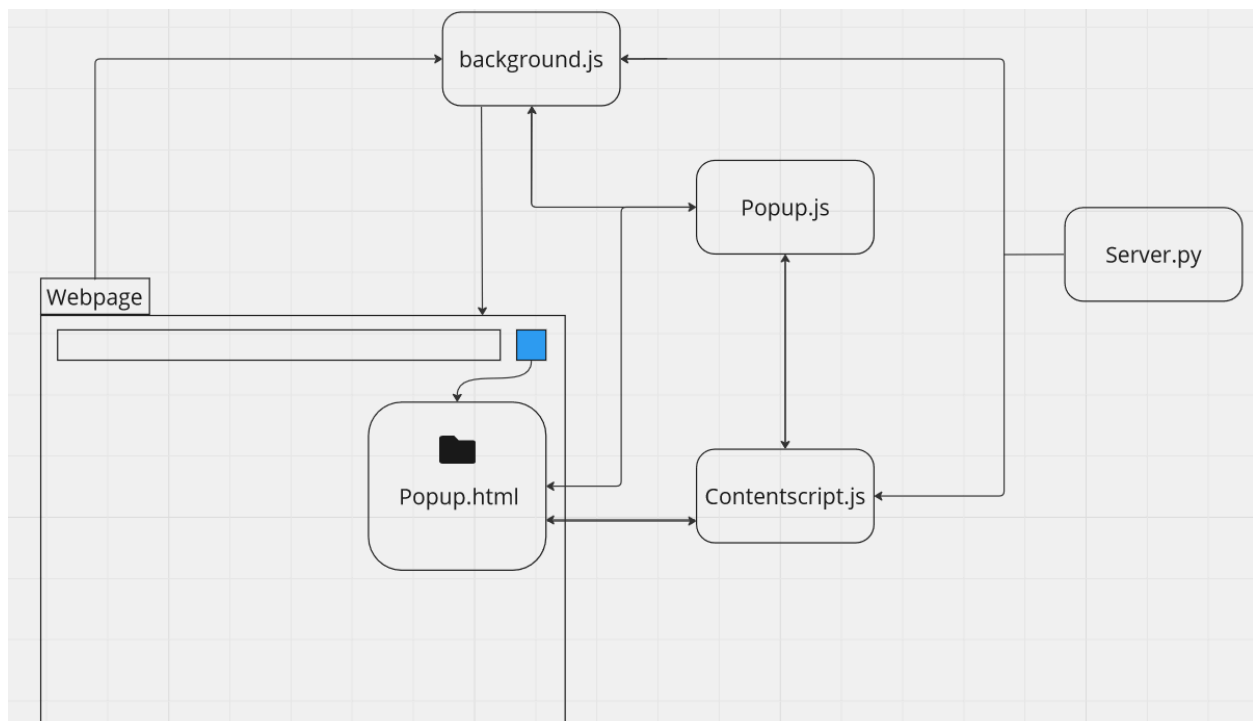 background.js
Popup.js
Server.py
Webpage
Popup.html
Contentscript.js